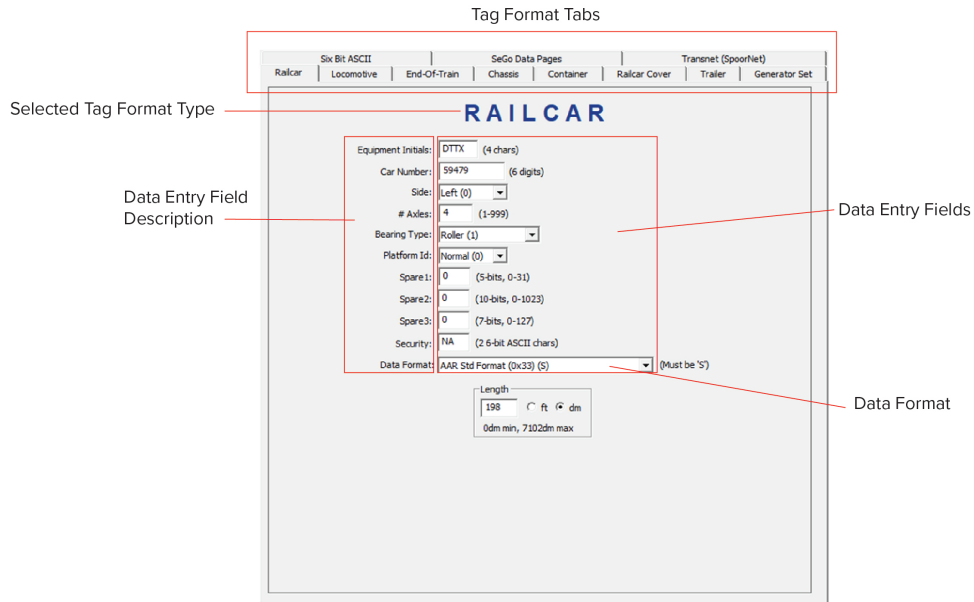 Tag Format Tabs
Six Bit ASCII SeGo Data Pages Transnet (SpoorNet)
Railcar Locomotive End-Of-Train Chassis Container Railcar Cover Trailer Generator Set
Selected Tag Format Type
RAILCAR
Equipment Initials: DTTX (4 chars)
Car Number: 59479 (6 digits)
Side: Left (0)
Data Entry Field
Description
# Axles: 4 (1-999)
Data Entry Fields
Bearing Type: Roller (1)
Platform Id: Normal (0)
Spare1: 0 (5-bits, 0-31)
Spare2: 0 (10-bits, 0-1023)
Spare3: 0 (7-bits, 0-127)
Security: NA (2 6-bit ASCII chars)
Data Format: AAR Std Format (0x33) (S) (Must be 'S')
Length
198 ft dm
Data Format
0dm min, 7102dm max